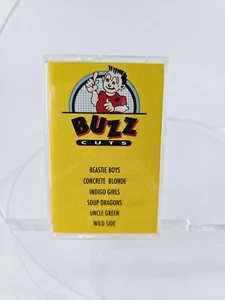 BUZZ
CUTS
BEASTIE BOYS
CONCRETE BLONDE
INDIGO GIRLS
SOUP DRAGONS
UNCLE GREEN
WILD SIDE